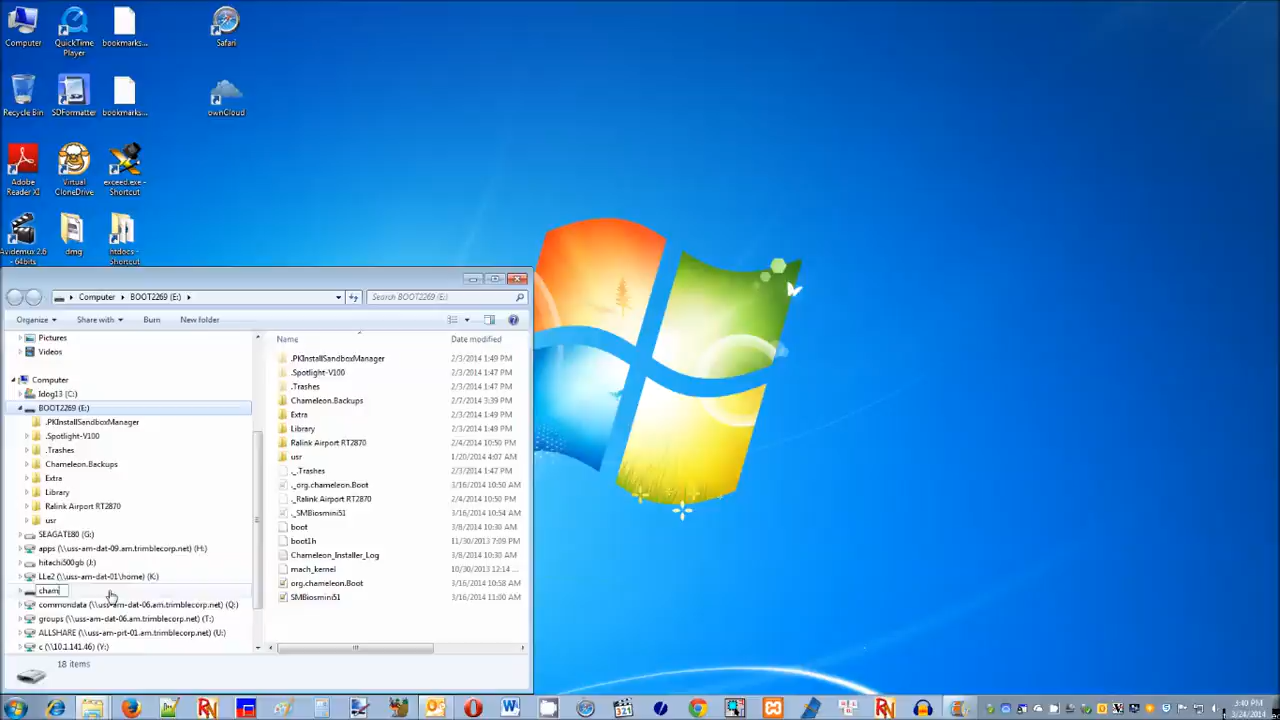 Computer
QuickTime
Player
bookmarks...
Safari
Recycle Bin
SDFormatter
bookmarks...
ownCloud
Adobe
Reader XI
Virtual
CloneDrive
exceed.exe -
Shortcut
Avidemux 2.6
- 64bits
dmg
htdocs -
Shortcut
Computer
BOOT2269 (E:)
Search BOOT2269 (E:)
Organize
Share with
Burn
New folder
Pictures
Videos
Computer
Idog13 (C:)
BOOT2269 (E:)
.PKInstallSandboxManager
.Spotlight-V100
.Trashes
Chameleon.Backups
Extra
Library
Ralink Airport RT2870
usr
SEAGATE80 (G:)
apps (\\uss-am-dat-09.am.trimblecorp.net) (H:)
hitachi500gb (J:)
LLe2 (\\uss-am-dat-01\home) (K:)
cham
commondata (\\uss-am-dat-06.am.trimblecorp.net) (Q:)
groups (\\uss-am-dat-06.am.trimblecorp.net) (T:)
ALLSHARE (\\uss-am-prt-01.am.trimblecorp.net) (U:)
c (\\10.1.141.46) (Y:)
Name Date modified
.PKInstallSandboxManager 2/3/2014 1:49 PM
.Spotlight-V100 2/3/2014 1:47 PM
.Trashes 2/3/2014 1:47 PM
Chameleon.Backups 2/7/2014 3:39 PM
Extra 2/3/2014 1:49 PM
Library 2/3/2014 1:49 PM
Ralink Airport RT2870 2/4/2014 10:50 PM
usr 1/20/2014 4:07 AM
._.Trashes 2/3/2014 1:47 PM
._org.chameleon.Boot 3/16/2014 10:50 AM
._Ralink Airport RT2870 2/4/2014 10:50 PM
._SMBiosmini51 3/16/2014 10:54 AM
boot 3/8/2014 10:30 AM
boot1h 11/30/2013 7:09 PM
Chameleon_Installer_Log 3/8/2014 10:30 AM
mach_kernel 10/30/2013 12:14
org.chameleon.Boot 3/16/2014 10:58 AM
SMBiosmini51 3/16/2014 11:00 AM
18 items
321
3:40 PM
3/24/2014